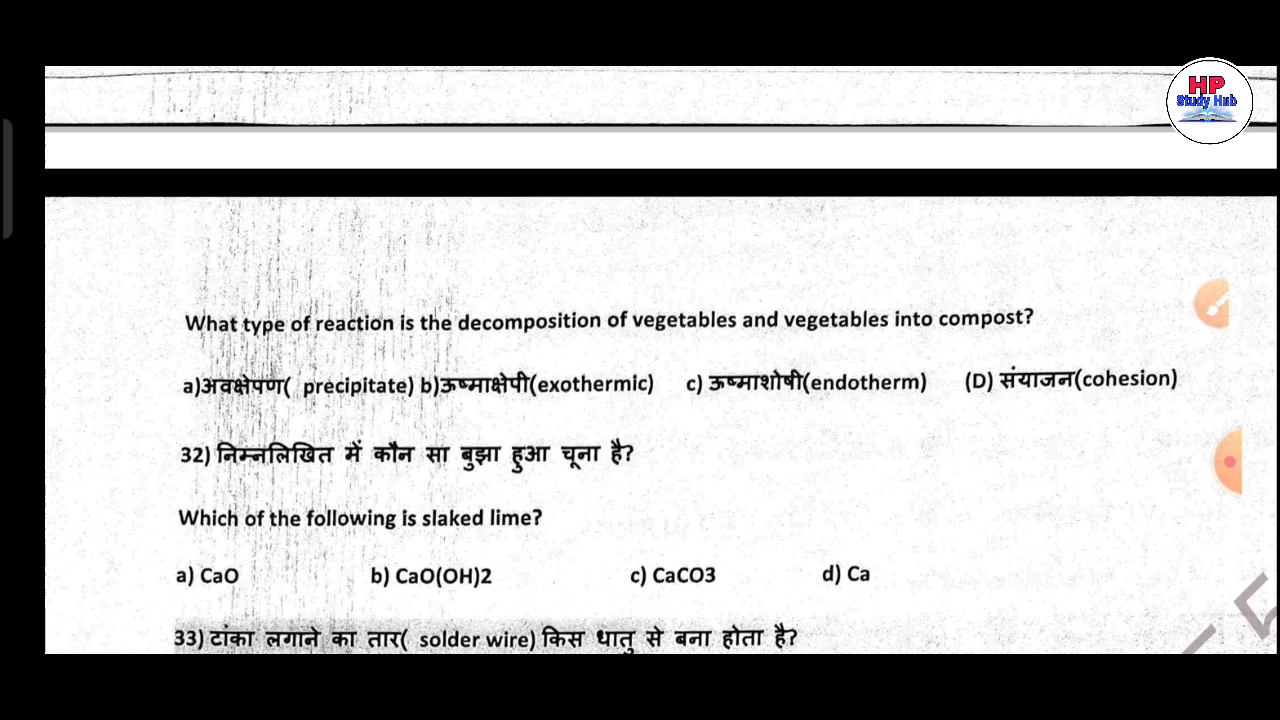 HP
Study Hub
What type of reaction is the decomposition of vegetables and vegetables into compost?
a)अवक्षेपण( precipitate) b)ऊष्माक्षेपी(exothermic) c) ऊष्माशोषी(endotherm) (D) संयाजन(cohesion)
32) निम्नलिखित में कौन सा बुझा हुआ चूना है?
Which of the following is slaked lime?
a) CaO b) CaO(OH)2 c) CaCO3 d) Ca
33) टांका लगाने का तार( solder wire) किस धातु से बना होता है?